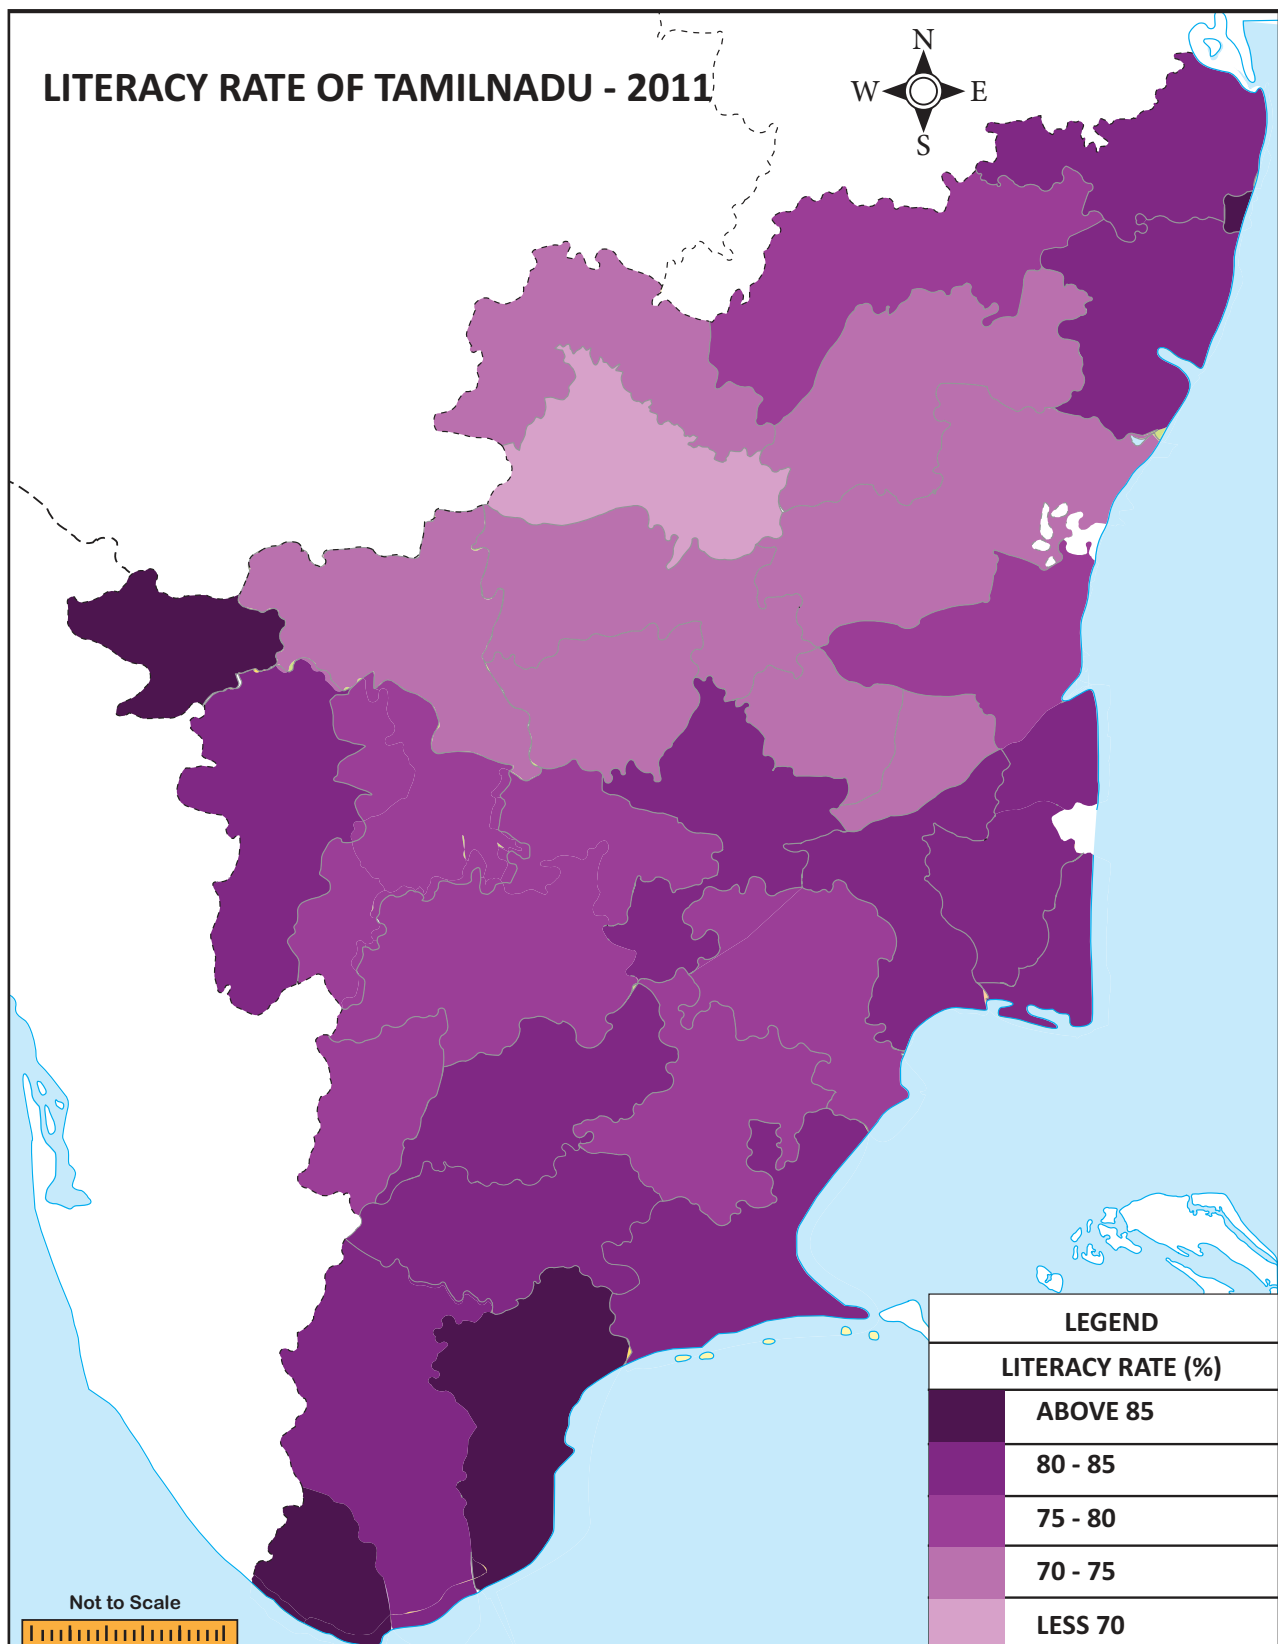 LITERACY RATE OF TAMILNADU - 2011
N
W E
S
LEGEND
LITERACY RATE (%)
ABOVE 85
80 - 85
75 - 80
70 - 75
LESS 70
Not to Scale